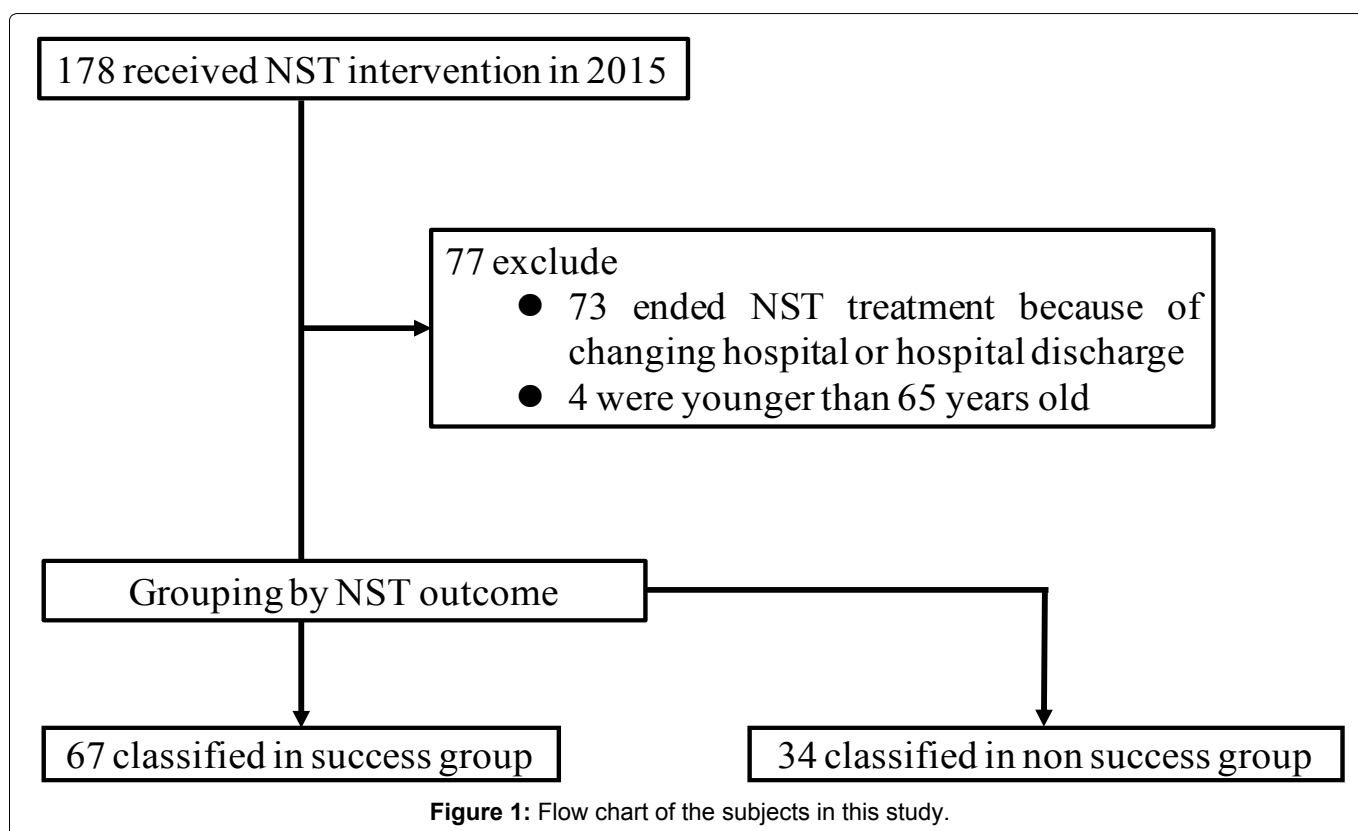 178 received NST intervention in 2015
77 exclude
● 73 ended NST treatment because of
changing hospital or hospital discharge
● 4 were younger than 65 years old
Grouping by NST outcome
67 classified in success group
34 classified in non success group
Figure 1: Flow chart of the subjects in this study.